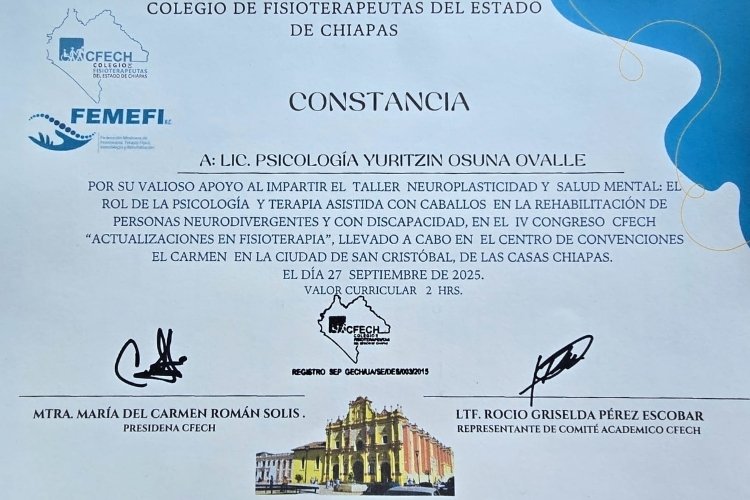 COLEGIO DE FISIOTERAPEUTAS DEL ESTADO
DE CHIAPAS
CFECH
COLEGIO DE
FISIOTERAPEUTAS
DEL ESTADO DE CHIAPAS
FEMEFI A.C.
Federación Mexicana de
Fisioterapia, Terapia Física,
CONSTANCIA
A: LIC. PSICOLOGÍA YURITZIN OSUNA OVALLE
POR SU VALIOSO APOYO AL IMPARTIR EL TALLER NEUROPLASTICIDAD Y SALUD MENTAL: EL
ROL DE LA PSICOLOGÍA Y TERAPIA ASISTIDA CON CABALLOS EN LA REHABILITACIÓN DE
PERSONAS NEURODIVERGENTES Y CON DISCAPACIDAD, EN EL IV CONGRESO CFECH
“ACTUALIZACIONES EN FISIOTERAPIA”, LLEVADO A CABO EN EL CENTRO DE CONVENCIONES
EL CARMEN EN LA CIUDAD DE SAN CRISTÓBAL, DE LAS CASAS CHIAPAS.
EL DÍA 27 SEPTIEMBRE DE 2025.
VALOR CURRICULAR 2 HRS.
CFECH
COLEGIO DE
FISIOTERAPEUTAS
DEL ESTADO DE CHIAPAS
REGISTRO SEP GECH/UA/SE/DES/003/2015
MTRA. MARÍA DEL CARMEN ROMÁN SOLIS .
PRESIDENA CFECH
LTF. ROCIO GRISELDA PÉREZ ESCOBAR
REPRESENTANTE DE COMITÉ ACADEMICO CFECH